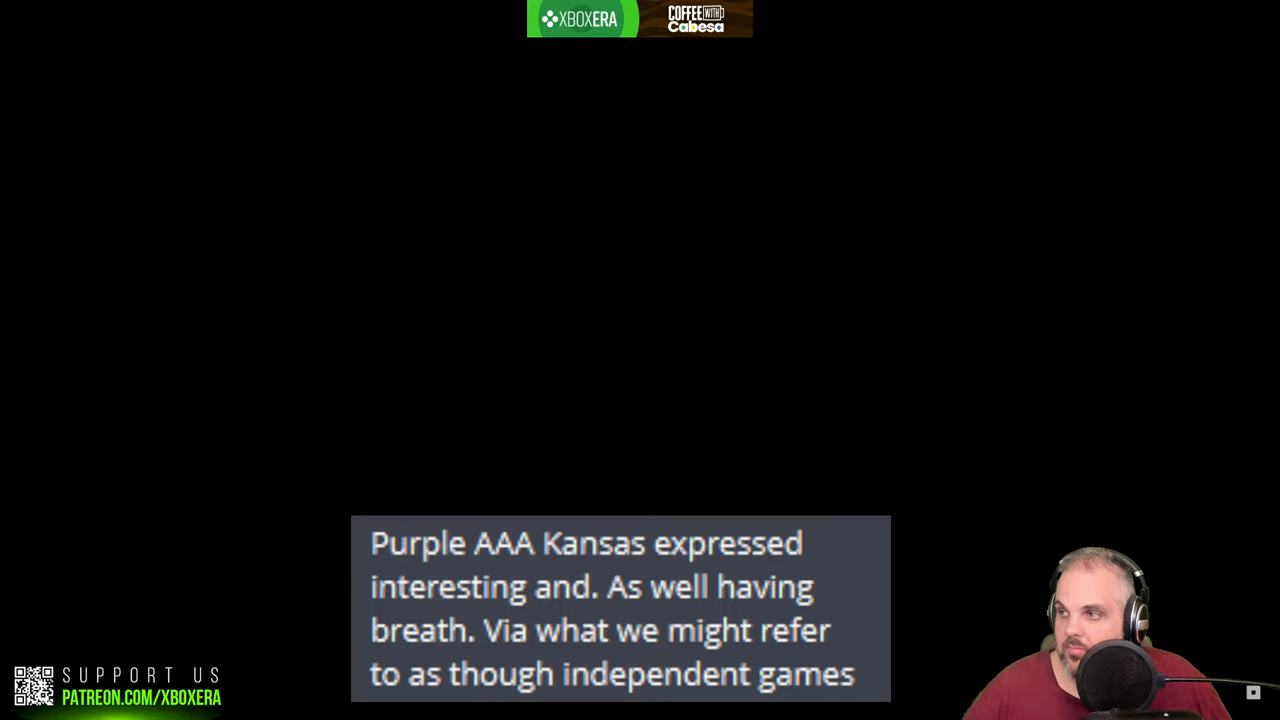 XBOXERA
COFFEE WITH
Cabesa
Purple AAA Kansas expressed
interesting and. As well having
breath. Via what we might refer
to as though independent games
SUPPORT US
PATREON.COM/XBOXERA